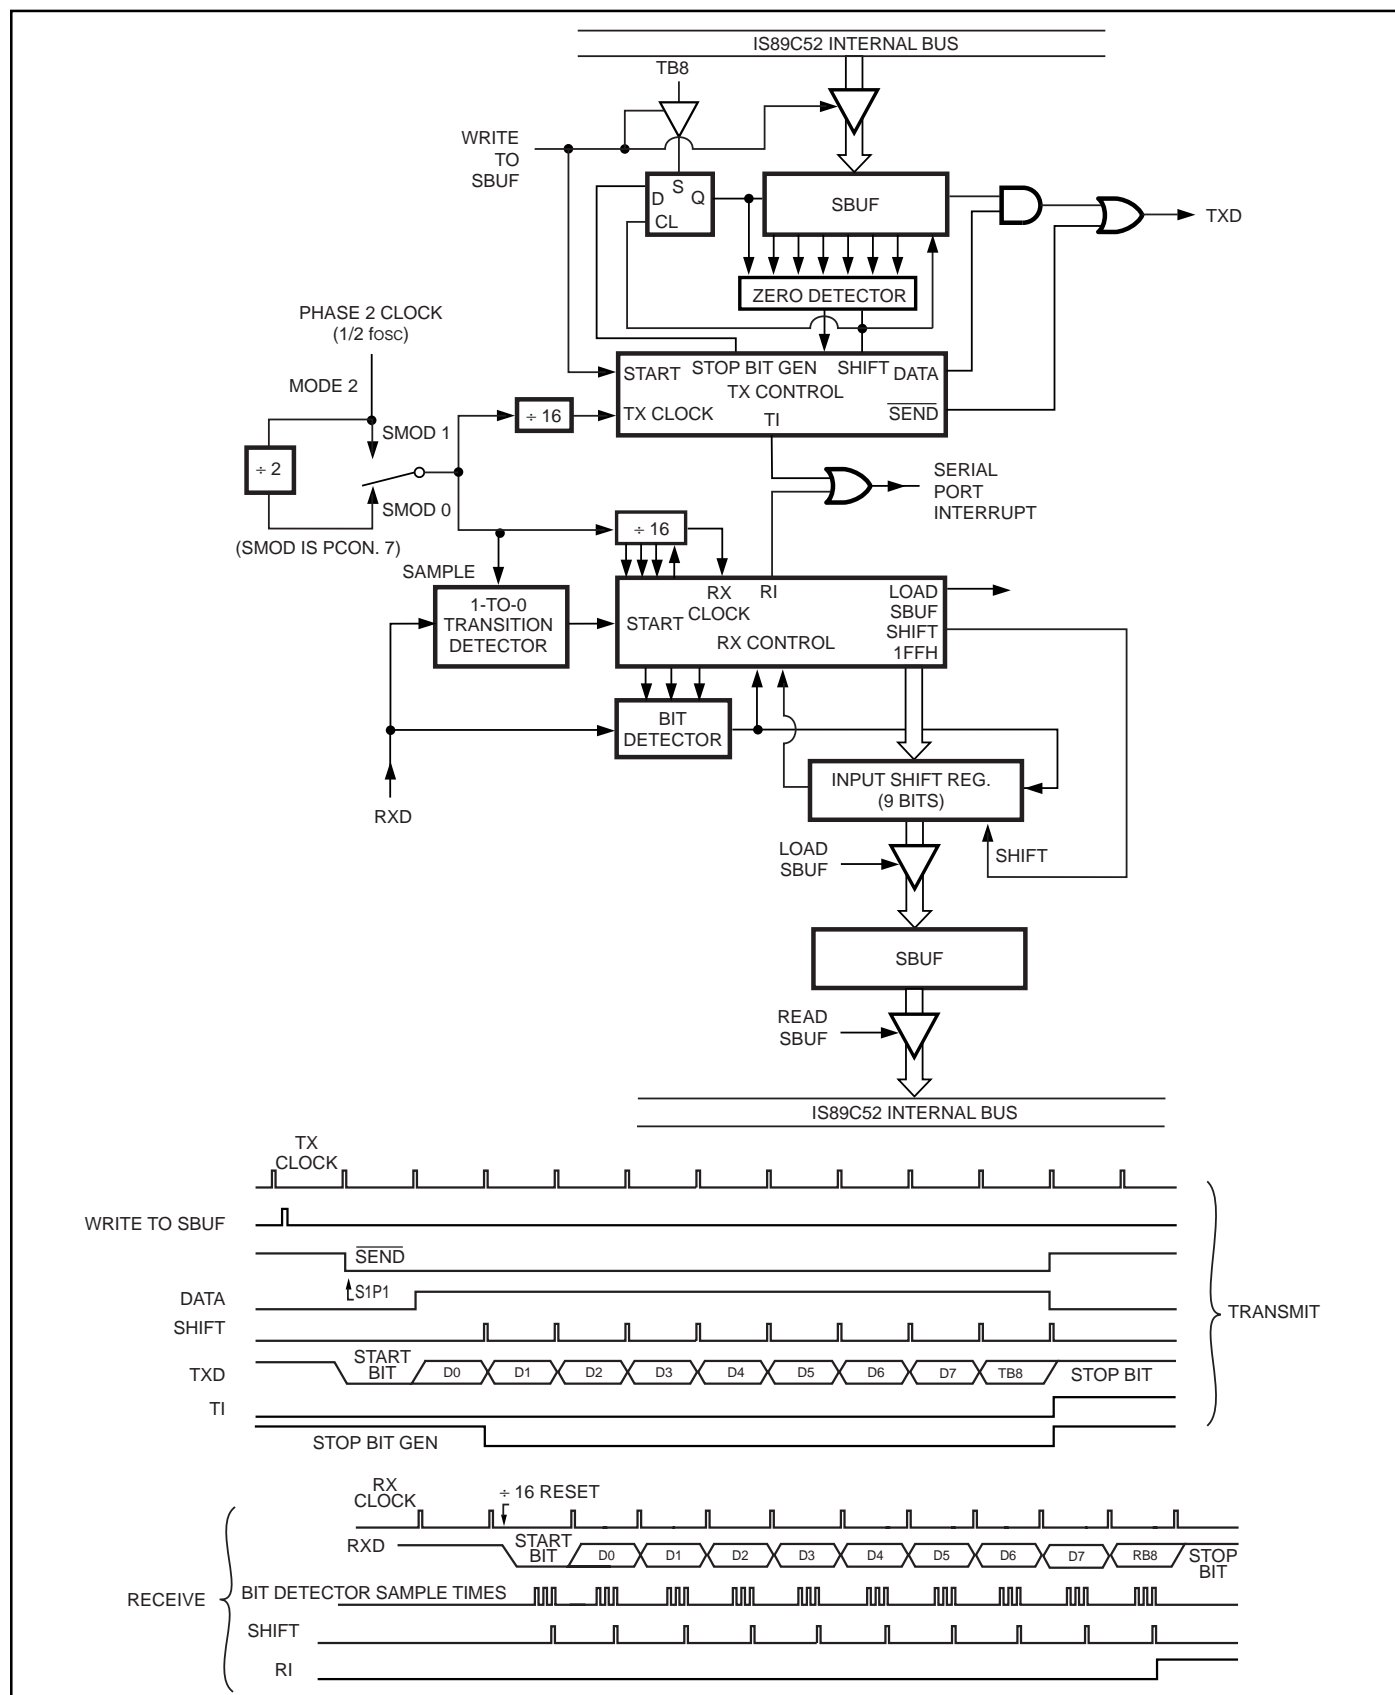 IS89C52 INTERNAL BUS
TB8
WRITE
TO
SBUF
S
D
Q
CL
SBUF
TXD
ZERO DETECTOR
PHASE 2 CLOCK
(1/2 fosc)
MODE 2
SMOD 1
÷ 2
SMOD 0
(SMOD IS PCON. 7)
÷ 16
START
STOP BIT GEN
SHIFT
DATA
TX CONTROL
TX CLOCK
TI
SEND
SERIAL
PORT
INTERRUPT
÷ 16
SAMPLE
1-TO-0
TRANSITION
DETECTOR
START
RX
CLOCK
RI
RX CONTROL
LOAD
SBUF
SHIFT
1FFH
BIT
DETECTOR
RXD
INPUT SHIFT REG.
(9 BITS)
LOAD
SBUF
SHIFT
SBUF
READ
SBUF
IS89C52 INTERNAL BUS
TX
CLOCK
WRITE TO SBUF
SEND
S1P1
DATA
SHIFT
TXD
START
BIT
D0
D1
D2
D3
D4
D5
D6
D7
TB8
STOP BIT
TI
STOP BIT GEN
TRANSMIT
RX
CLOCK
÷ 16 RESET
RXD
START
BIT
D0
D1
D2
D3
D4
D5
D6
D7
RB8
STOP
BIT
BIT DETECTOR SAMPLE TIMES
SHIFT
RI
RECEIVE